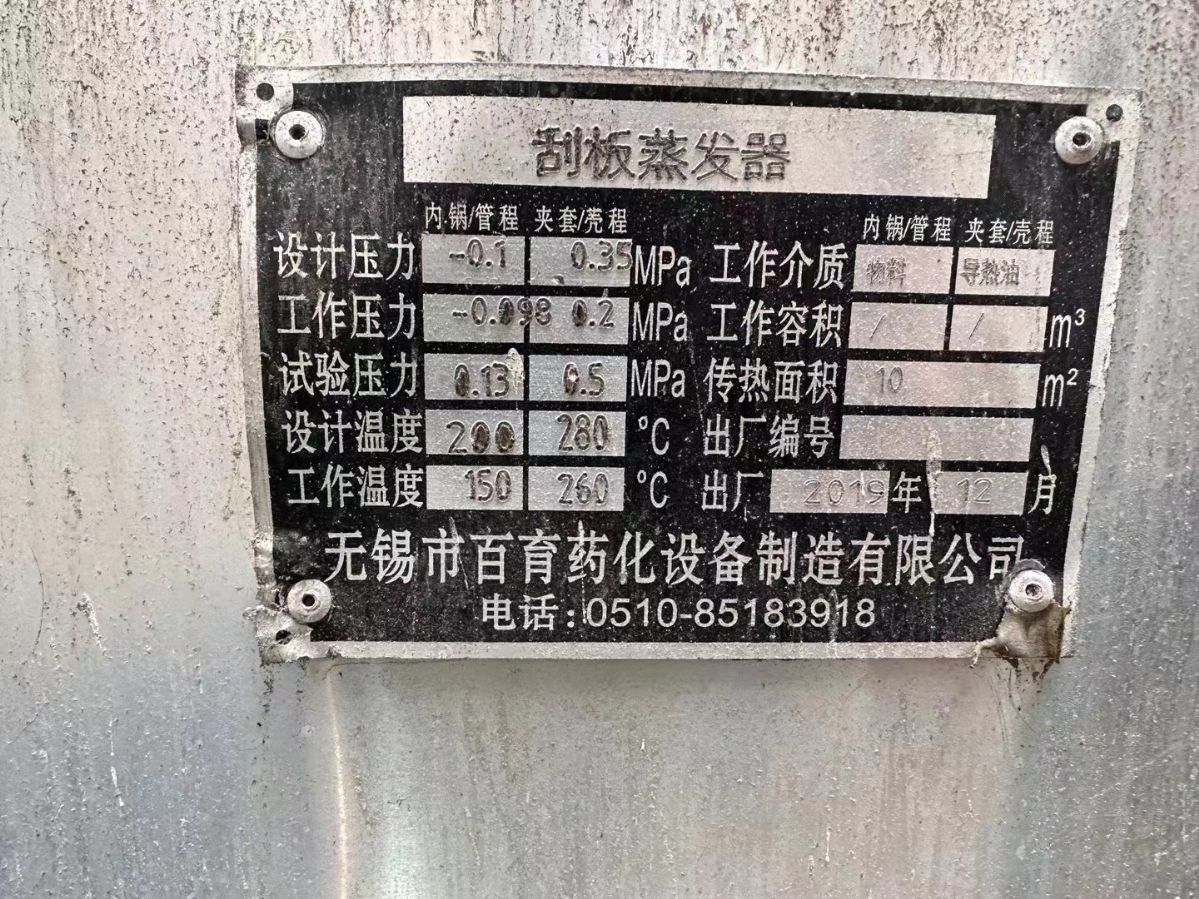 刮板蒸发器
内锅/管程 夹套/壳程 内锅/管程 夹套/壳程
设计压力 -0.1 0.35 MPa 工作介质 物料 导热油
工作压力 -0.098 0.2 MPa 工作容积 / / m³
试验压力 0.13 0.5 MPa 传热面积 10 m²
设计温度 200 280 °C 出厂编号
工作温度 150 260 °C 出厂 2019 年 12 月
无锡市百育药化设备制造有限公司
电话:0510-85183918